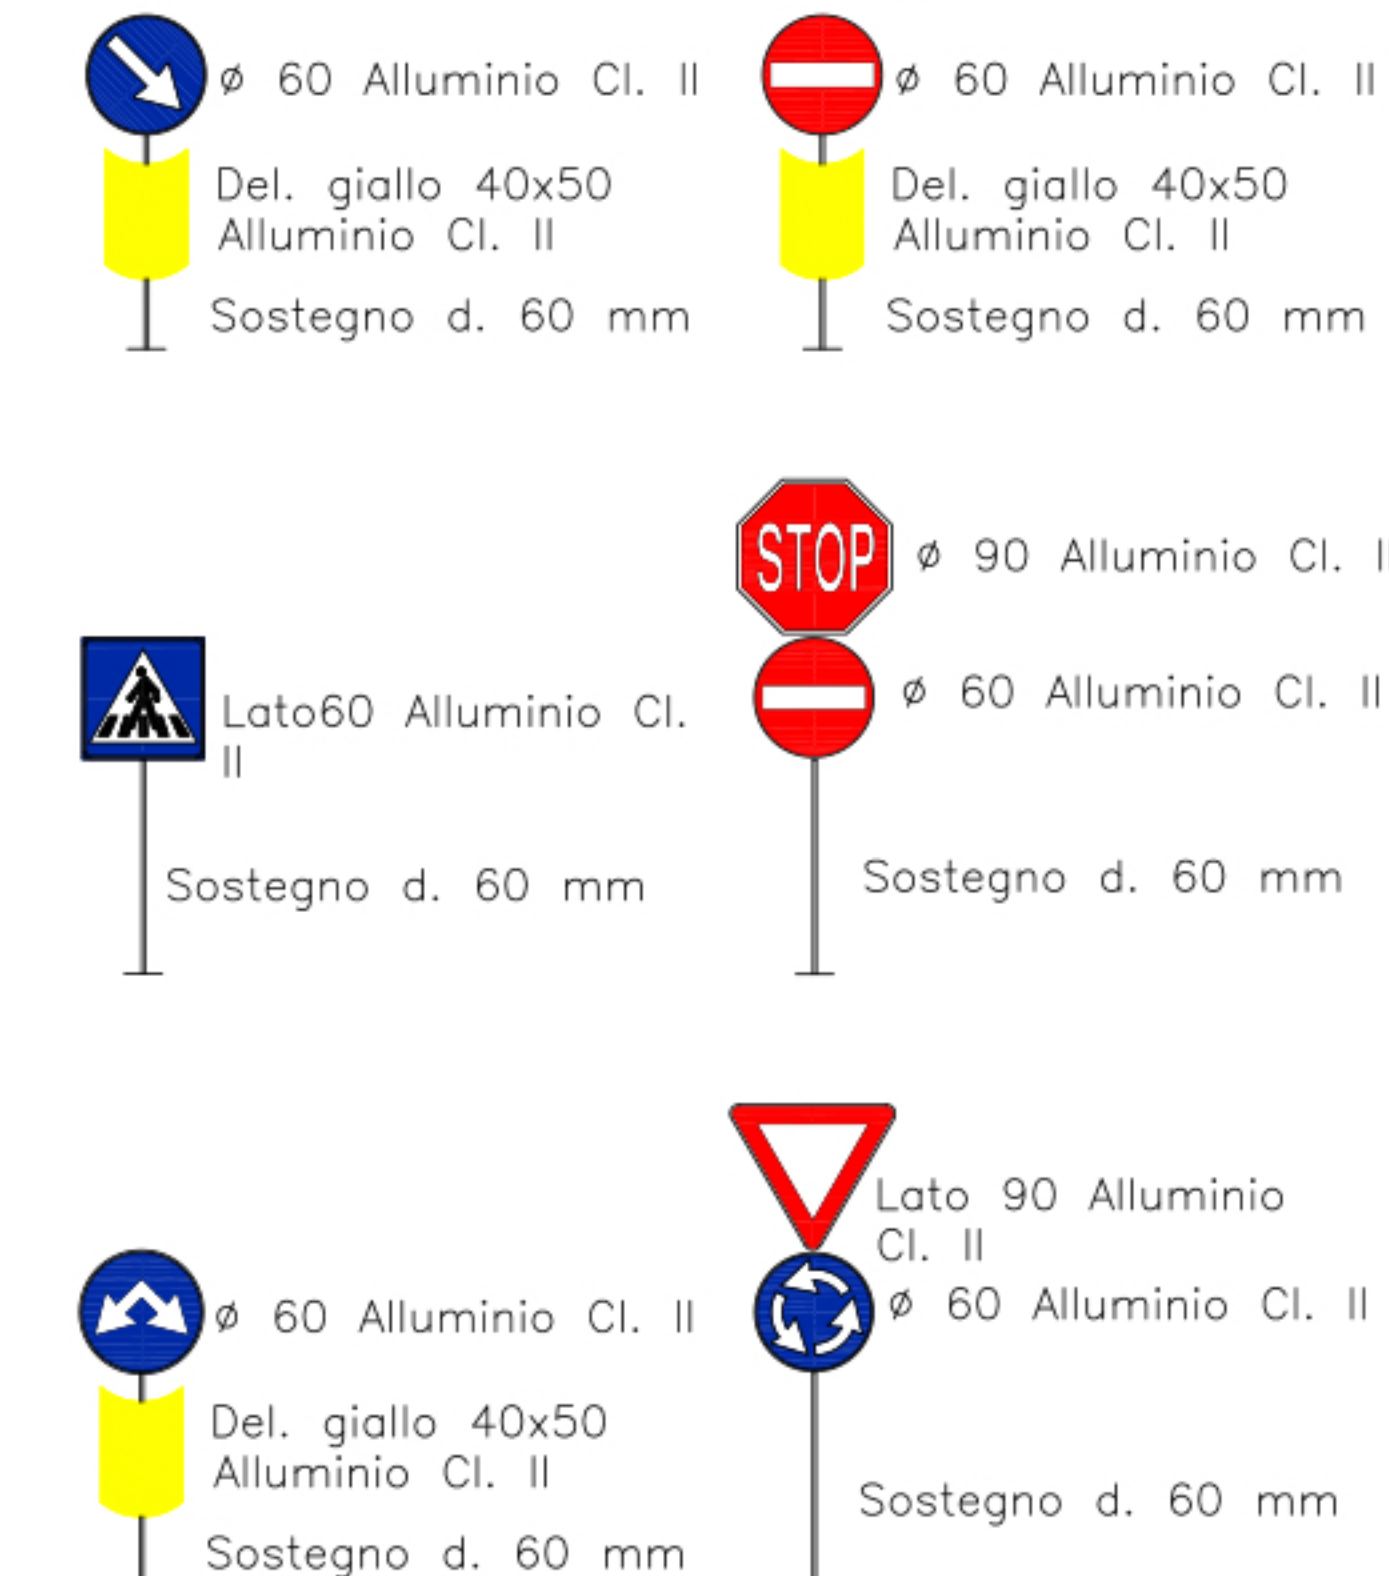 ø 60 Alluminio Cl. II
Del. giallo 40x50
Alluminio Cl. II
Sostegno d. 60 mm
ø 60 Alluminio Cl. II
Del. giallo 40x50
Alluminio Cl. II
Sostegno d. 60 mm
Lato60 Alluminio Cl.
II
Sostegno d. 60 mm
STOP
ø 90 Alluminio Cl. II
ø 60 Alluminio Cl. II
Sostegno d. 60 mm
ø 60 Alluminio Cl. II
Del. giallo 40x50
Alluminio Cl. II
Sostegno d. 60 mm
Lato 90 Alluminio
Cl. II
ø 60 Alluminio Cl. II
Sostegno d. 60 mm